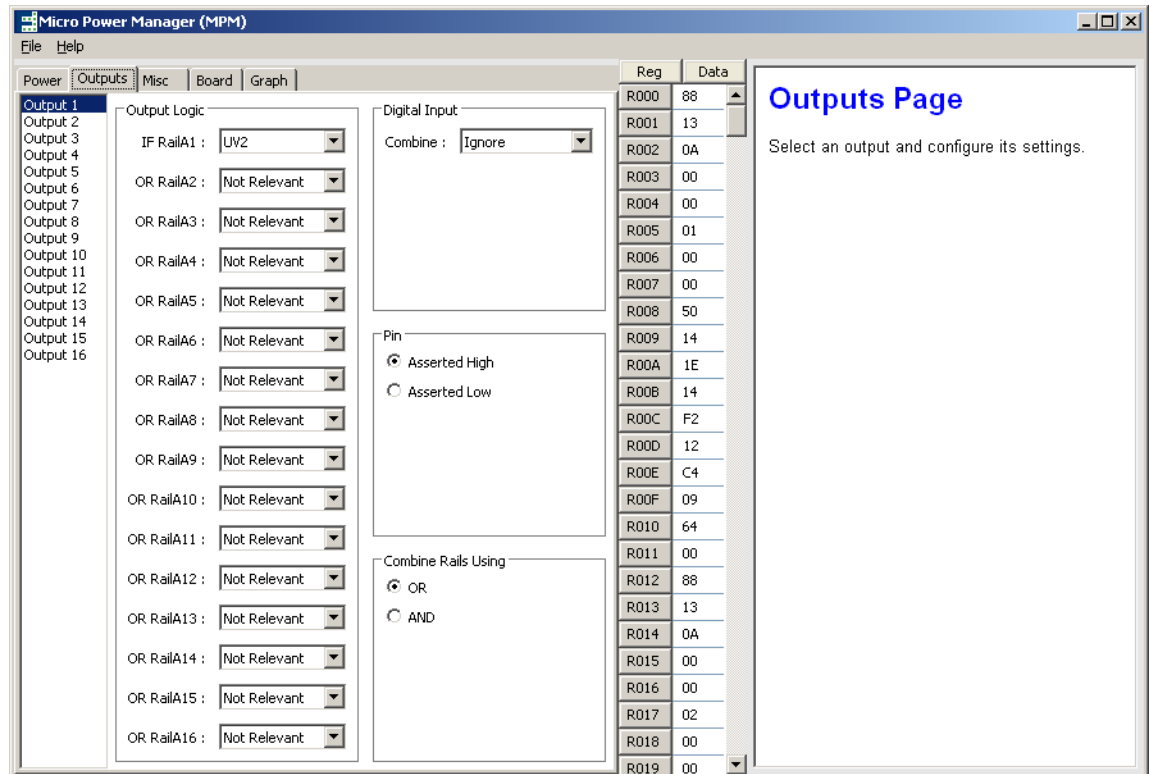 Micro Power Manager (MPM)
File Help
Power Outputs Misc Board Graph
Output 1
Output 2
Output 3
Output 4
Output 5
Output 6
Output 7
Output 8
Output 9
Output 10
Output 11
Output 12
Output 13
Output 14
Output 15
Output 16
Output Logic
IF RailA1 : UV2
OR RailA2 : Not Relevant
OR RailA3 : Not Relevant
OR RailA4 : Not Relevant
OR RailA5 : Not Relevant
OR RailA6 : Not Relevant
OR RailA7 : Not Relevant
OR RailA8 : Not Relevant
OR RailA9 : Not Relevant
OR RailA10 : Not Relevant
OR RailA11 : Not Relevant
OR RailA12 : Not Relevant
OR RailA13 : Not Relevant
OR RailA14 : Not Relevant
OR RailA15 : Not Relevant
OR RailA16 : Not Relevant
Digital Input
Combine : Ignore
Pin
Asserted High
Asserted Low
Combine Rails Using
OR
AND
Reg Data
R000 88
R001 13
R002 0A
R003 00
R004 00
R005 01
R006 00
R007 00
R008 50
R009 14
R00A 1E
R00B 14
R00C F2
R00D 12
R00E C4
R00F 09
R010 64
R011 00
R012 88
R013 13
R014 0A
R015 00
R016 00
R017 02
R018 00
R019 00
Outputs Page
Select an output and configure its settings.